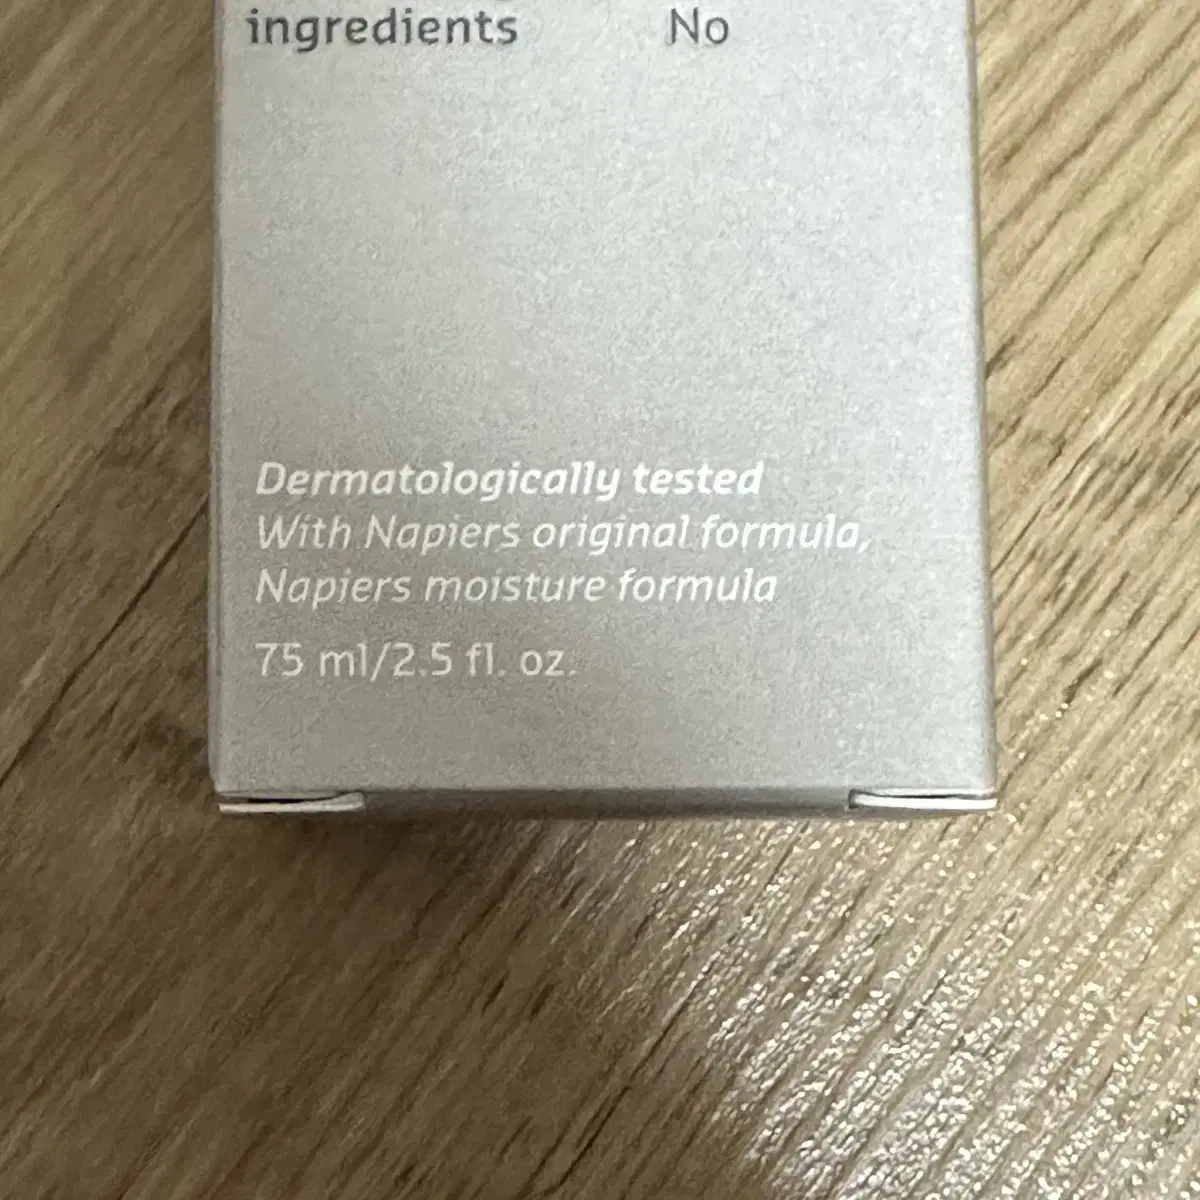 ingredients No
Dermatologically tested
With Napiers original formula,
Napiers moisture formula
75 ml/2.5 fl. oz.